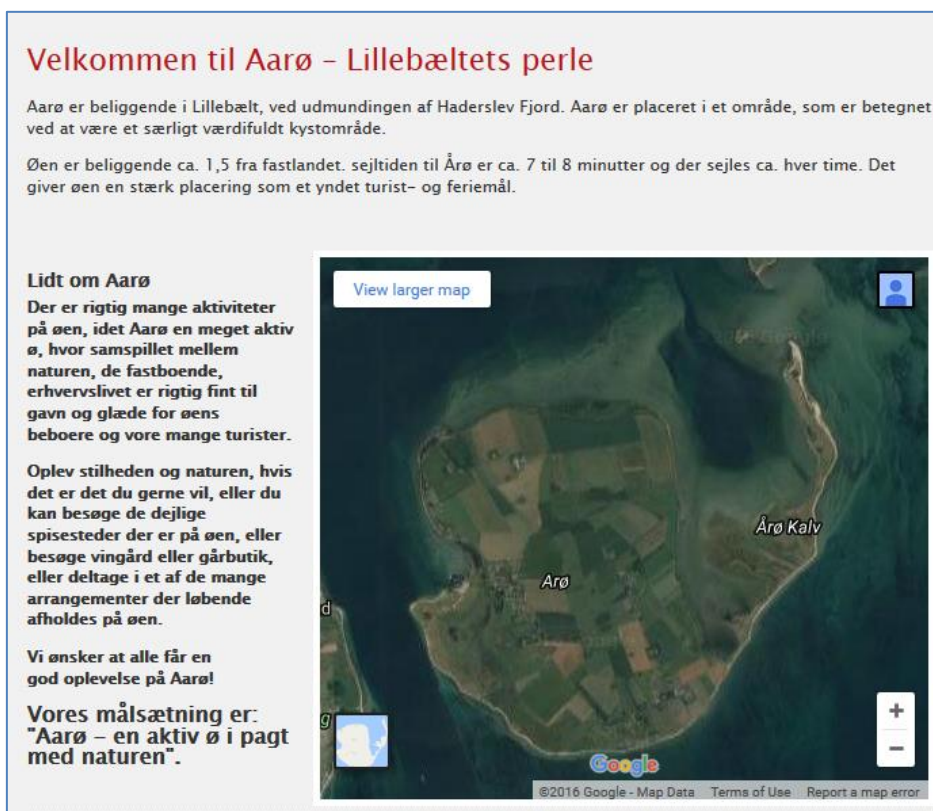 Velkommen til Aarø – Lillebæltets perle
Aarø er beliggende i Lillebælt, ved udmundingen af Haderslev Fjord. Aarø er placeret i et område, som er betegnet
ved at være et særligt værdifuldt kystområde.
Øen er beliggende ca. 1,5 fra fastlandet. sejltiden til Årø er ca. 7 til 8 minutter og der sejles ca. hver time. Det
giver øen en stærk placering som et yndet turist- og feriemål.
Lidt om Aarø
Der er rigtig mange aktiviteter
på øen, idet Aarø en meget aktiv
ø, hvor samspillet mellem
naturen, de fastboende,
erhvervslivet er rigtig fint til
gavn og glæde for øens
beboere og vore mange turister.
Oplev stilheden og naturen, hvis
det er det du gerne vil, eller du
kan besøge de dejlige
spisesteder der er på øen, eller
besøge vingård eller gårbutik,
eller deltage i et af de mange
arrangementer der løbende
afholdes på øen.
Vi ønsker at alle får en
god oplevelse på Aarø!
Vores målsætning er:
"Aarø – en aktiv ø i pagt
med naturen".
View larger map
Årø Kalv
Arø
d
g
Google
©2016 Google - Map Data
Terms of Use
Report a map error